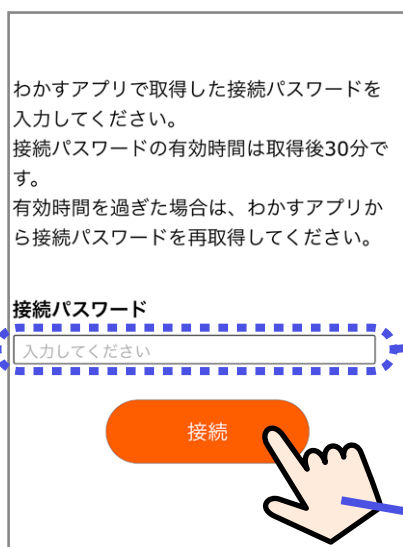 わかすアプリで取得した接続パスワードを
入力してください。
接続パスワードの有効時間は取得後30分で
す。
有効時間を過ぎた場合は、わかすアプリか
ら接続パスワードを再取得してください。
接続パスワード
入力してください
接続